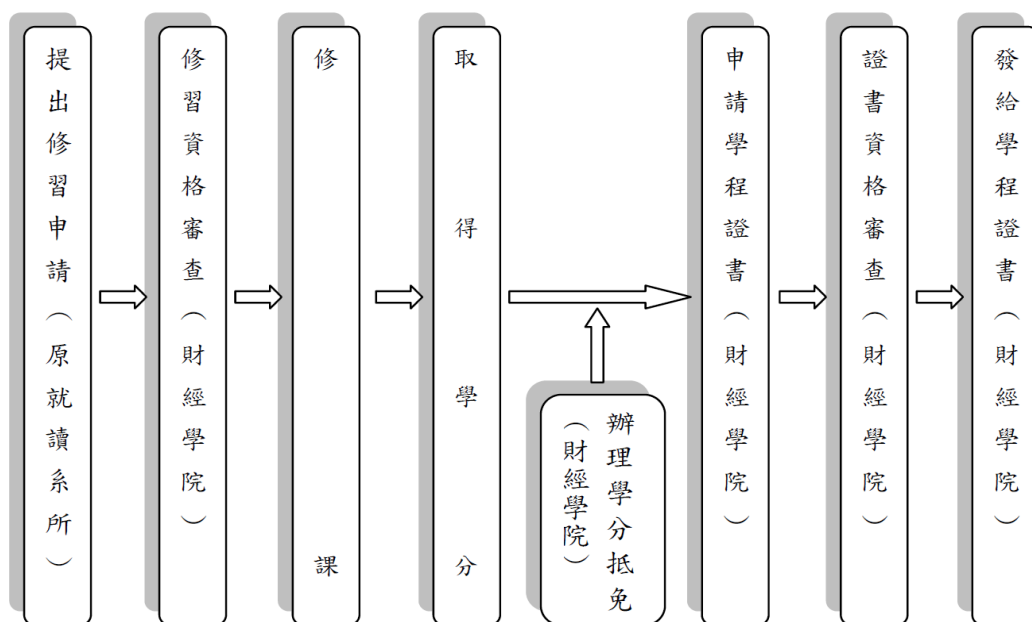 提出修習申請（原就讀系所）
修習資格審查（財經學院）
修課
取得學分
辦理學分抵免
（財經學院）
申請學程證書（財經學院）
證書資格審查（財經學院）
發給學程證書（財經學院）